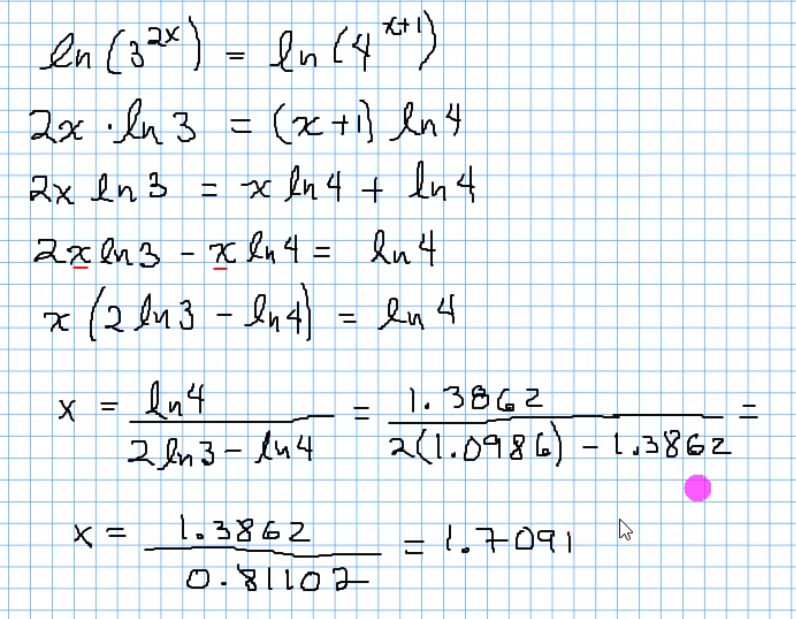 ln(3^{2x}) = ln(4^{x+1})
2x · ln 3 = (x+1) ln 4
2x ln 3 = x ln 4 + ln 4
2x ln 3 - x ln 4 = ln 4
x (2 ln 3 - ln 4) = ln 4
x = \frac{ln 4}{2 ln 3 - ln 4} = \frac{1.3862}{2(1.0986) - 1.3862} =
x = \frac{1.3862}{0.81102} = 1.7091